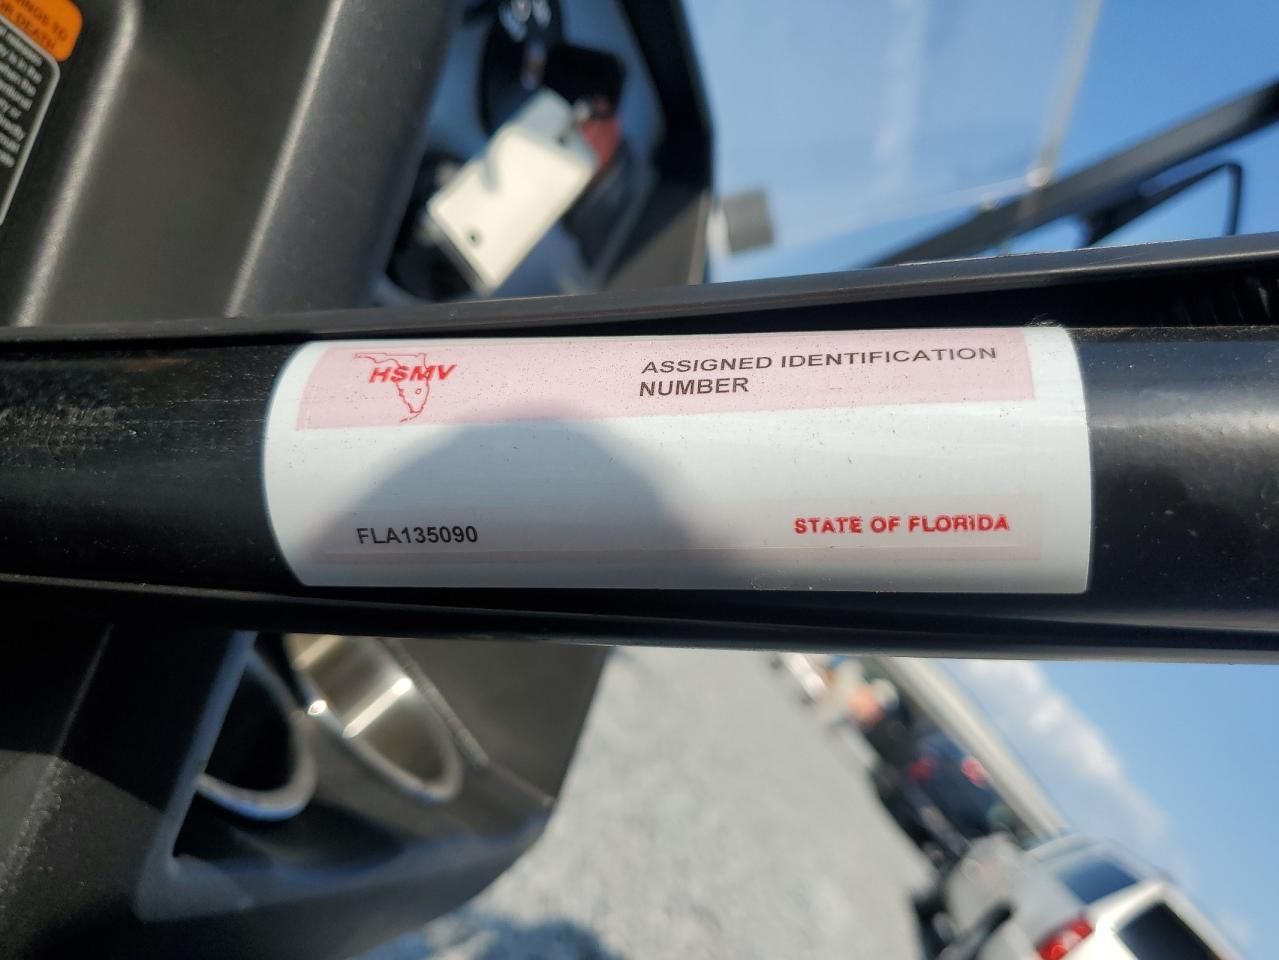 HSMV
ASSIGNED IDENTIFICATION
NUMBER
FLA135090
STATE OF FLORIDA